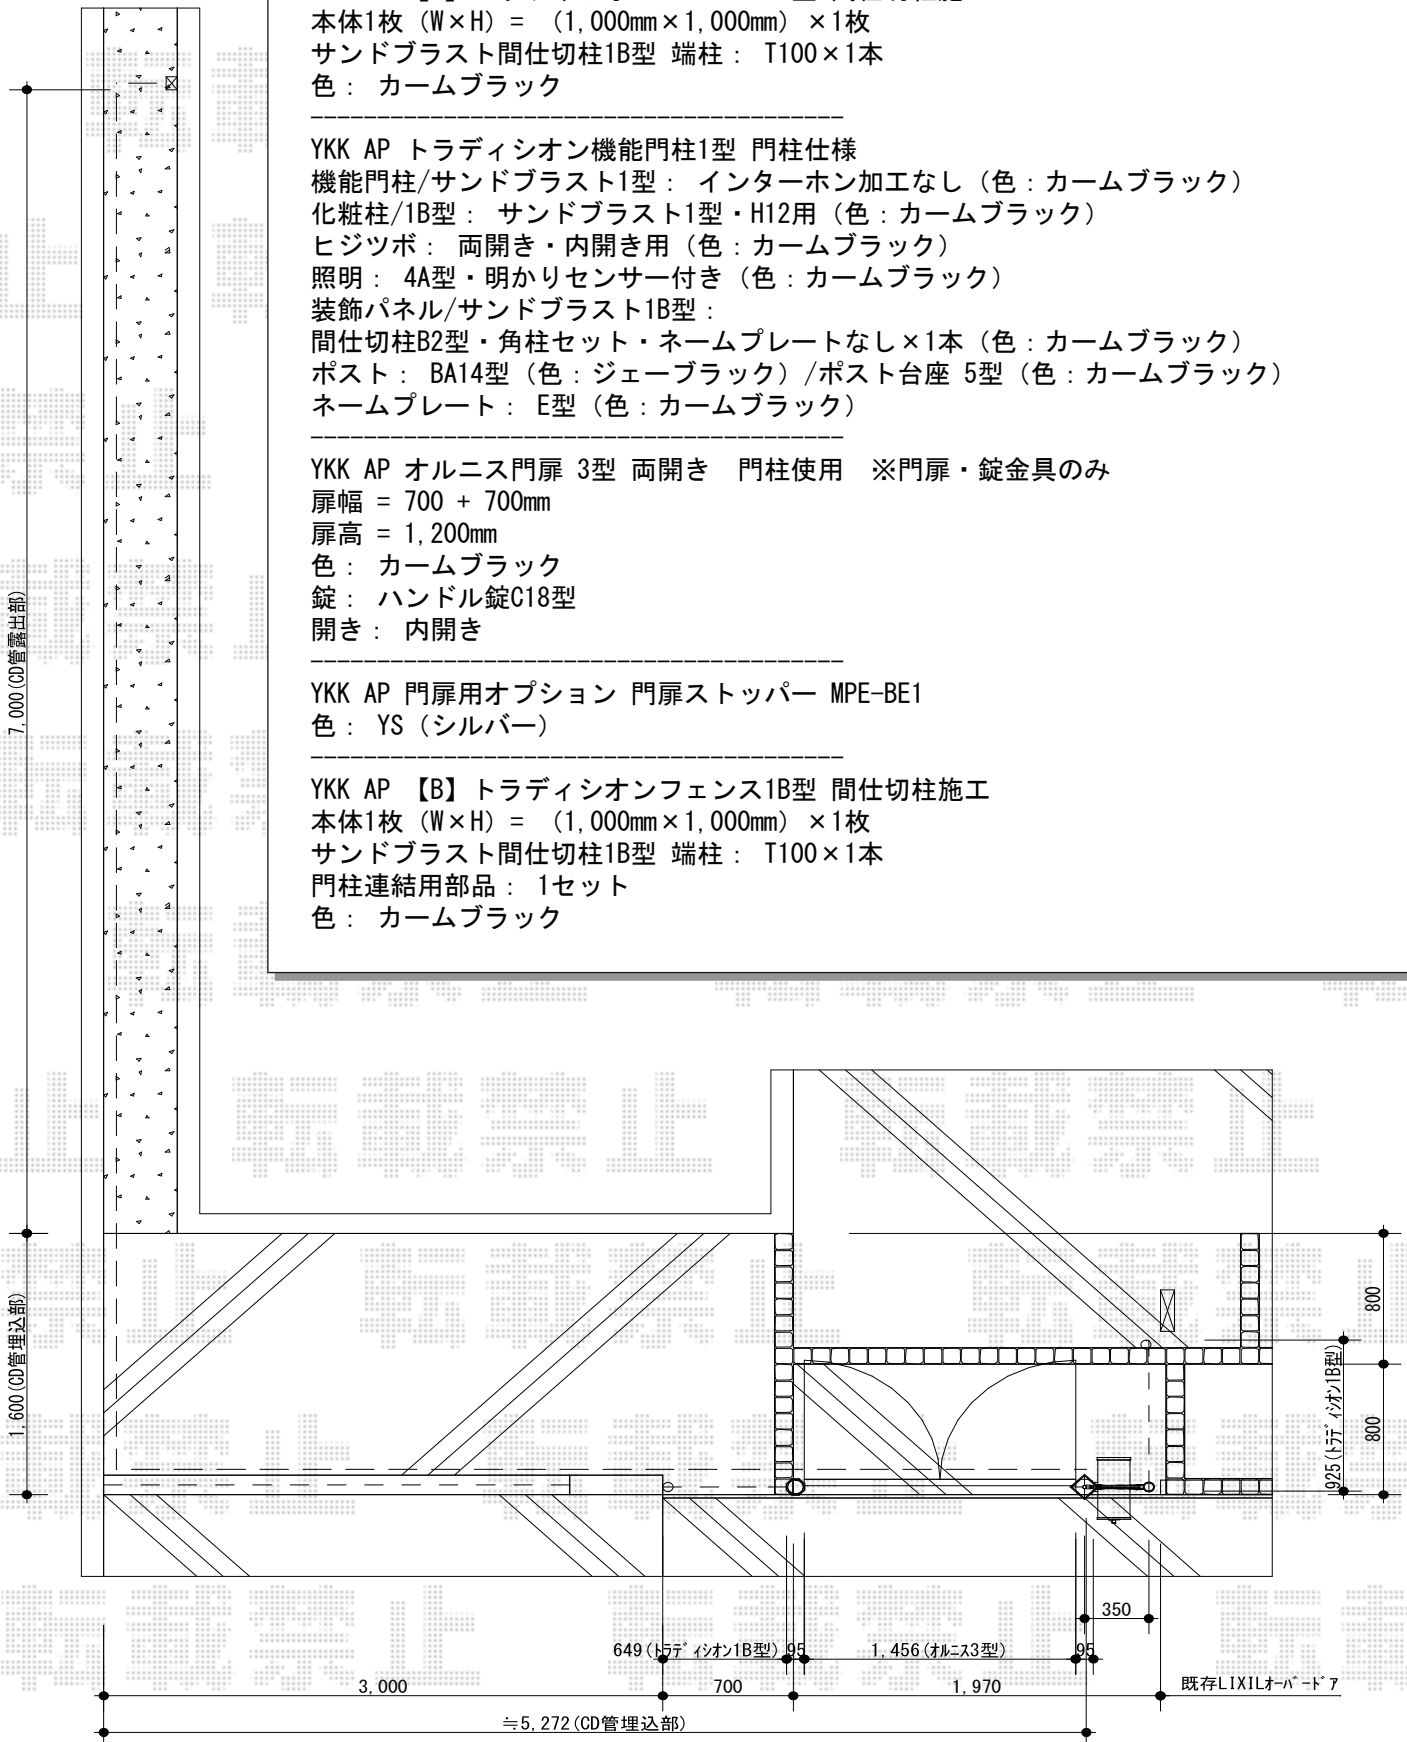 本体1枚（W×H）= （1,000mm×1,000mm）×1枚
サンドブラスト間仕切柱1B型 端柱： T100×1本
色： カームブラック
YKK AP トラディシオン機能門柱1型 門柱仕様
機能門柱/サンドブラスト1型： インターホン加工なし（色：カームブラック）
化粧柱/1B型： サンドブラスト1型・H12用（色：カームブラック）
ヒジツボ： 両開き・内開き用（色：カームブラック）
照明： 4A型・明かりセンサー付き（色：カームブラック）
装飾パネル/サンドブラスト1B型：
間仕切柱B2型・角柱セット・ネームプレートなし×1本（色：カームブラック）
ポスト： BA14型（色：ジェーブラック）/ポスト台座 5型（色：カームブラック）
ネームプレート： E型（色：カームブラック）
YKK AP オルニス門扉 3型 両開き 門柱使用 ※門扉・錠金具のみ
扉幅 = 700 + 700mm
扉高 = 1,200mm
色： カームブラック
錠： ハンドル錠C18型
開き： 内開き
YKK AP 門扉用オプション 門扉ストッパー MPE-BE1
色： YS（シルバー）
YKK AP 【B】トラディシオンフェンス1B型 間仕切柱施工
本体1枚（W×H）= （1,000mm×1,000mm）×1枚
サンドブラスト間仕切柱1B型 端柱： T100×1本
門柱連結用部品： 1セット
色： カームブラック
7,000(CD管露出部)
1,600(CD管埋込部)
800
800
925(ﾄﾗﾃﾞｨｼｵﾝ1B型)
350
649(ﾄﾗﾃﾞｨｼｵﾝ1B型)
95
1,456(ｵﾙﾆｽ3型)
95
3,000
700
1,970
既存LIXILｵｰﾊﾞｰﾄﾞｱ
≒5,272(CD管埋込部)
転載禁止